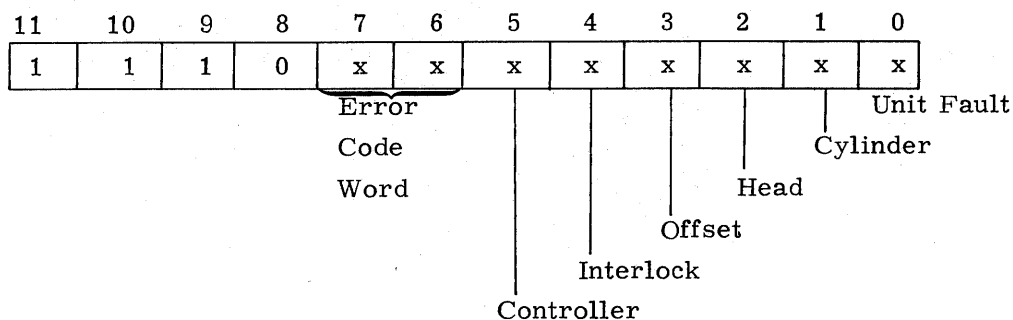 11 10 9 8 7 6 5 4 3 2 1 0
1 1 1 0 x x x x x x x x
Error Unit Fault
Code Cylinder
Word Head
Offset
Interlock
Controller